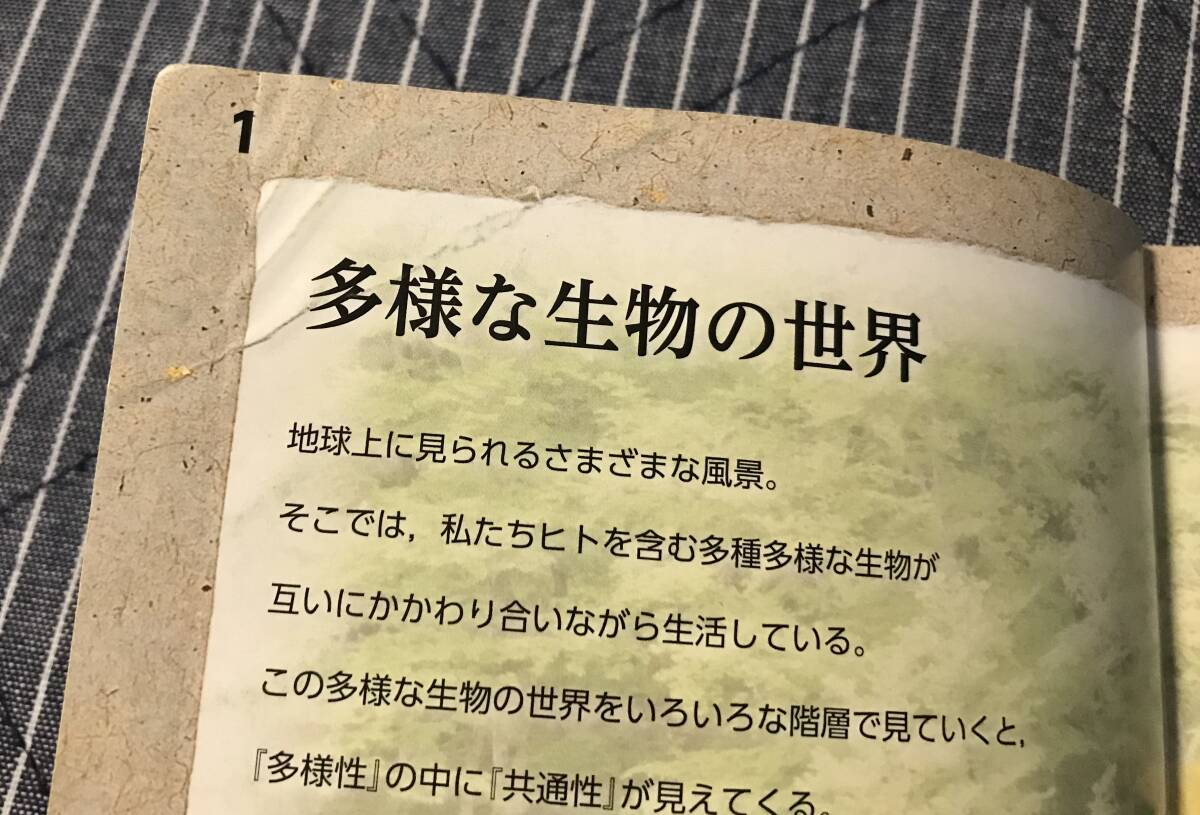 1
多様な生物の世界
地球上に見られるさまざまな風景。
そこでは，私たちヒトを含む多種多様な生物が
互いにかかわり合いながら生活している。
この多様な生物の世界をいろいろな階層で見ていくと，
『多様性』の中に『共通性』が見えてくる。